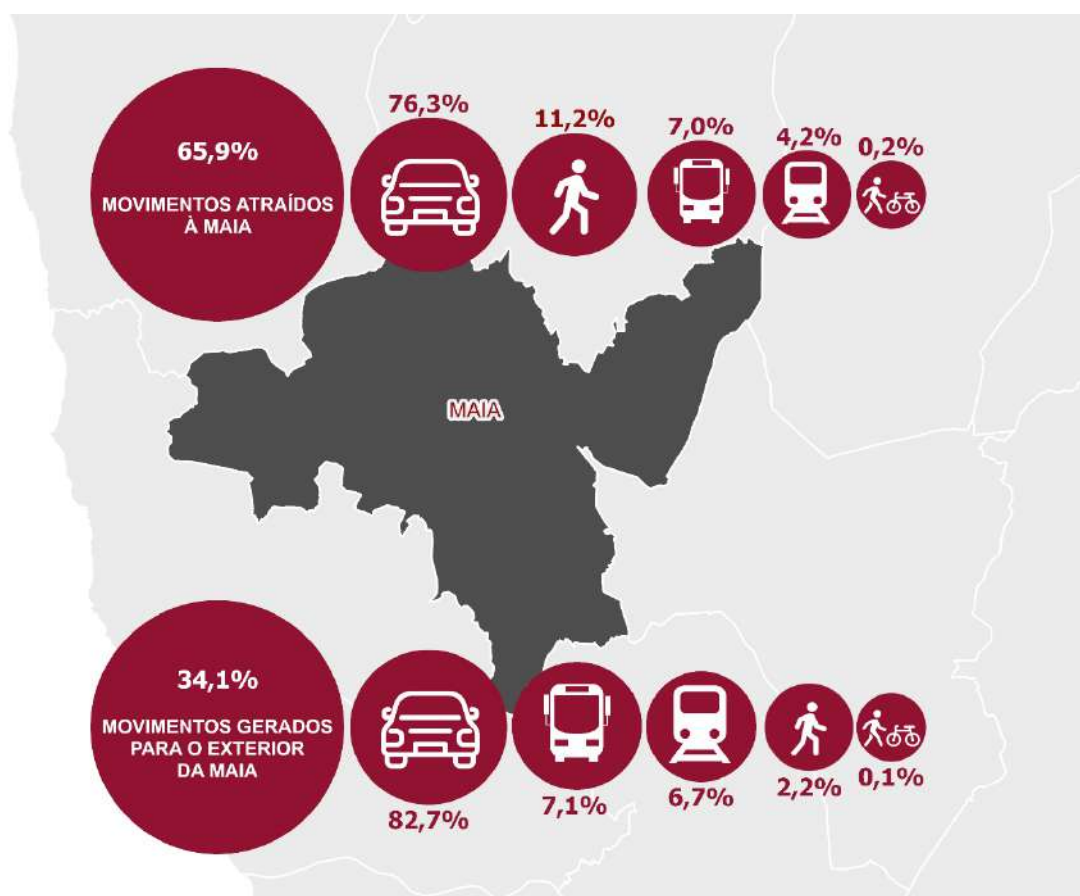 76,3%
11,2%
7,0%
4,2%
0,2%
65,9%
MOVIMENTOS ATRAÍDOS
À MAIA
MAIA
34,1%
MOVIMENTOS GERADOS
PARA O EXTERIOR
DA MAIA
82,7%
7,1%
6,7%
2,2%
0,1%